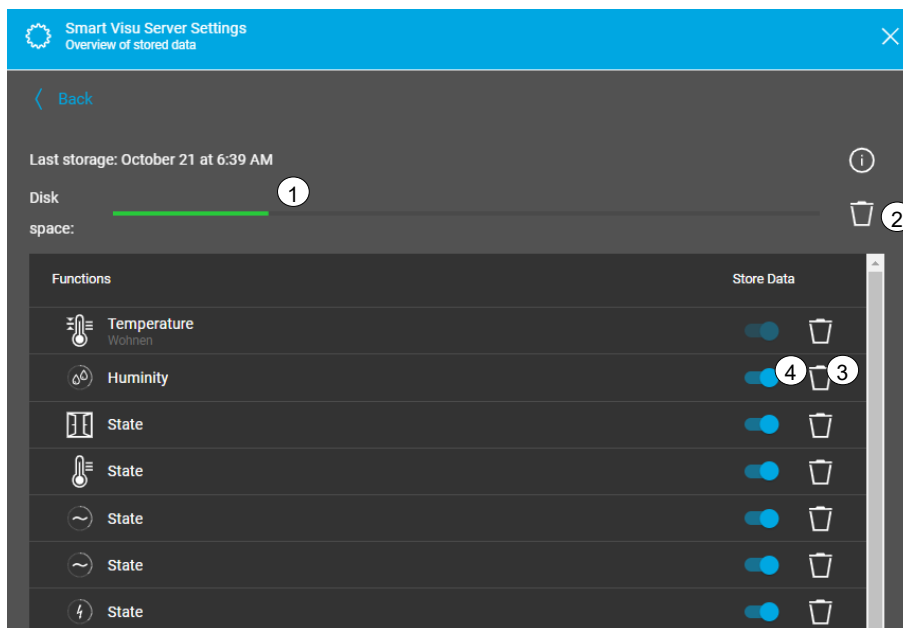 Smart Visu Server Settings
Overview of stored data
Back
Last storage: October 21 at 6:39 AM
i
Disk
space:
1
2
Functions
Store Data
Temperature
Wohnen
Huminity
4
3
State
State
State
State
State